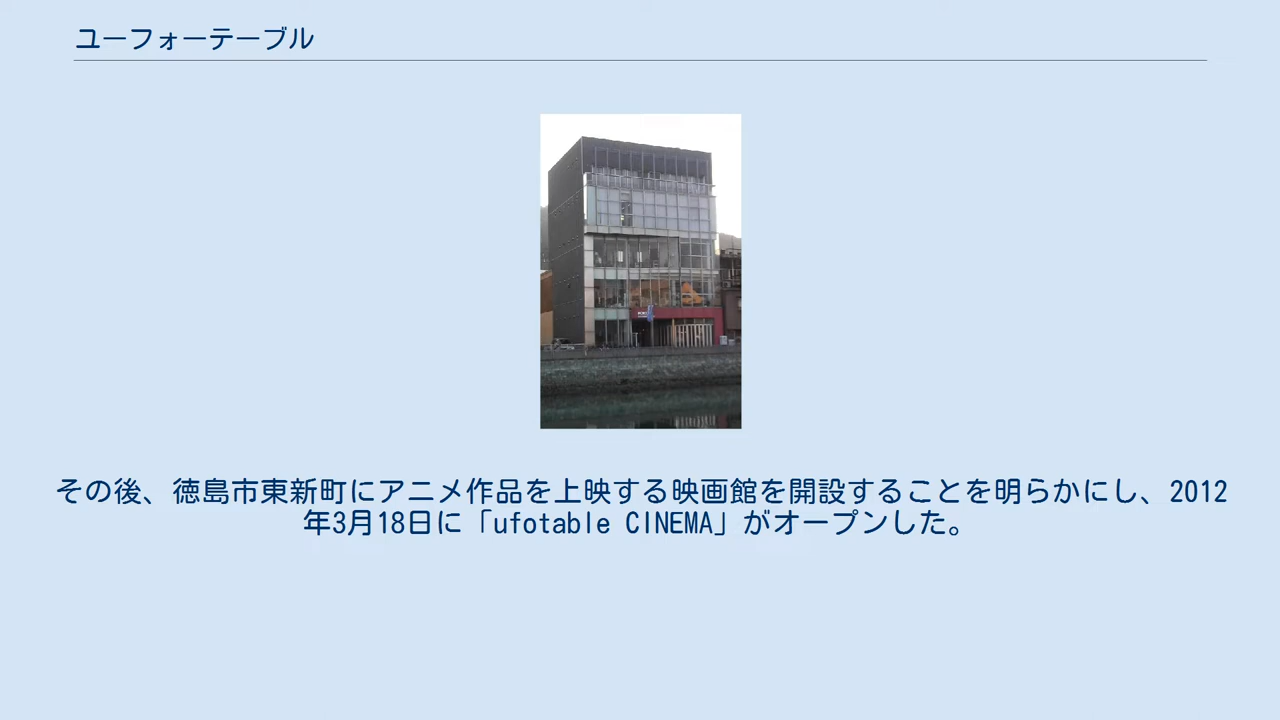 ユーフォーテーブル
その後、徳島市東新町にアニメ作品を上映する映画館を開設することを明らかにし、2012
年3月18日に「ufotable CINEMA」がオープンした。